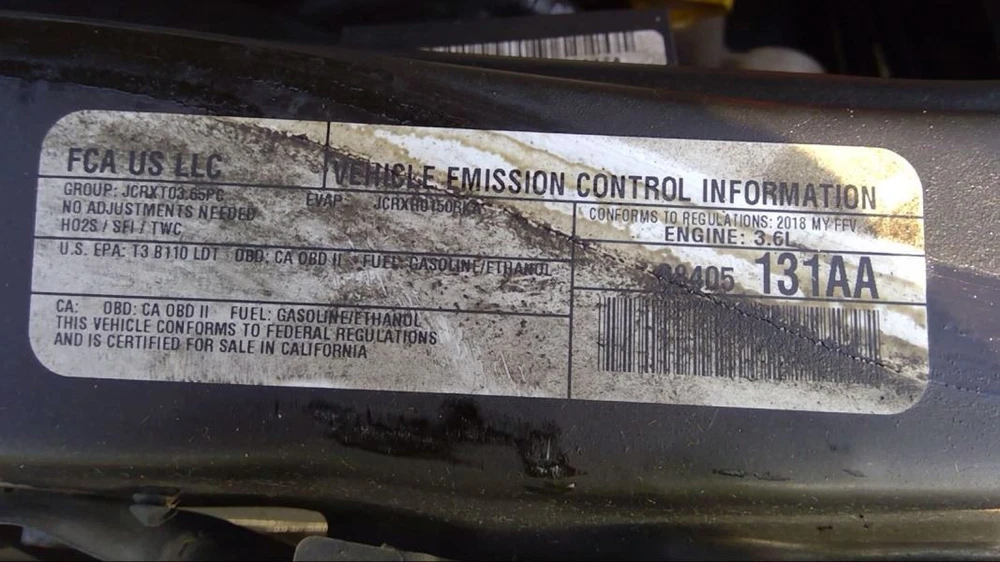 FCA US LLC
VEHICLE EMISSION CONTROL INFORMATION
GROUP: JCRXT03.65PC
EVAP:
NO ADJUSTMENTS NEEDED
HO2S / SFI / TWC
CONFORMS TO REGULATIONS: 2018 MY FFV
ENGINE: 3.6L
U.S. EPA: T3 B110 LDT OBD: CA OBD II FUEL: GASOLINE/ETHANOL
131AA
CA: OBD: CA OBD II FUEL: GASOLINE/ETHANOL
THIS VEHICLE CONFORMS TO FEDERAL REGULATIONS
AND IS CERTIFIED FOR SALE IN CALIFORNIA